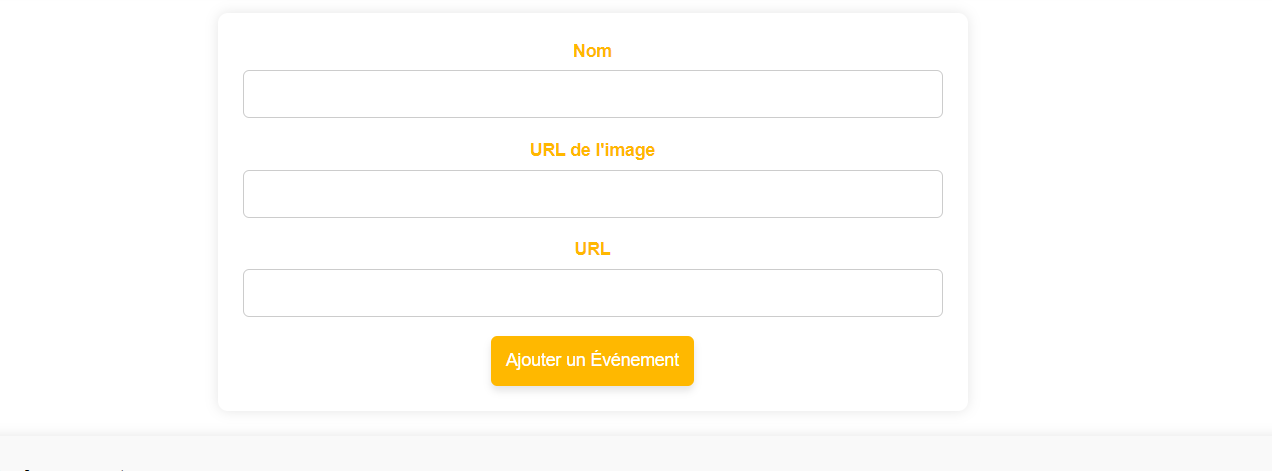 Nom
URL de l'image
URL
Ajouter un Événement